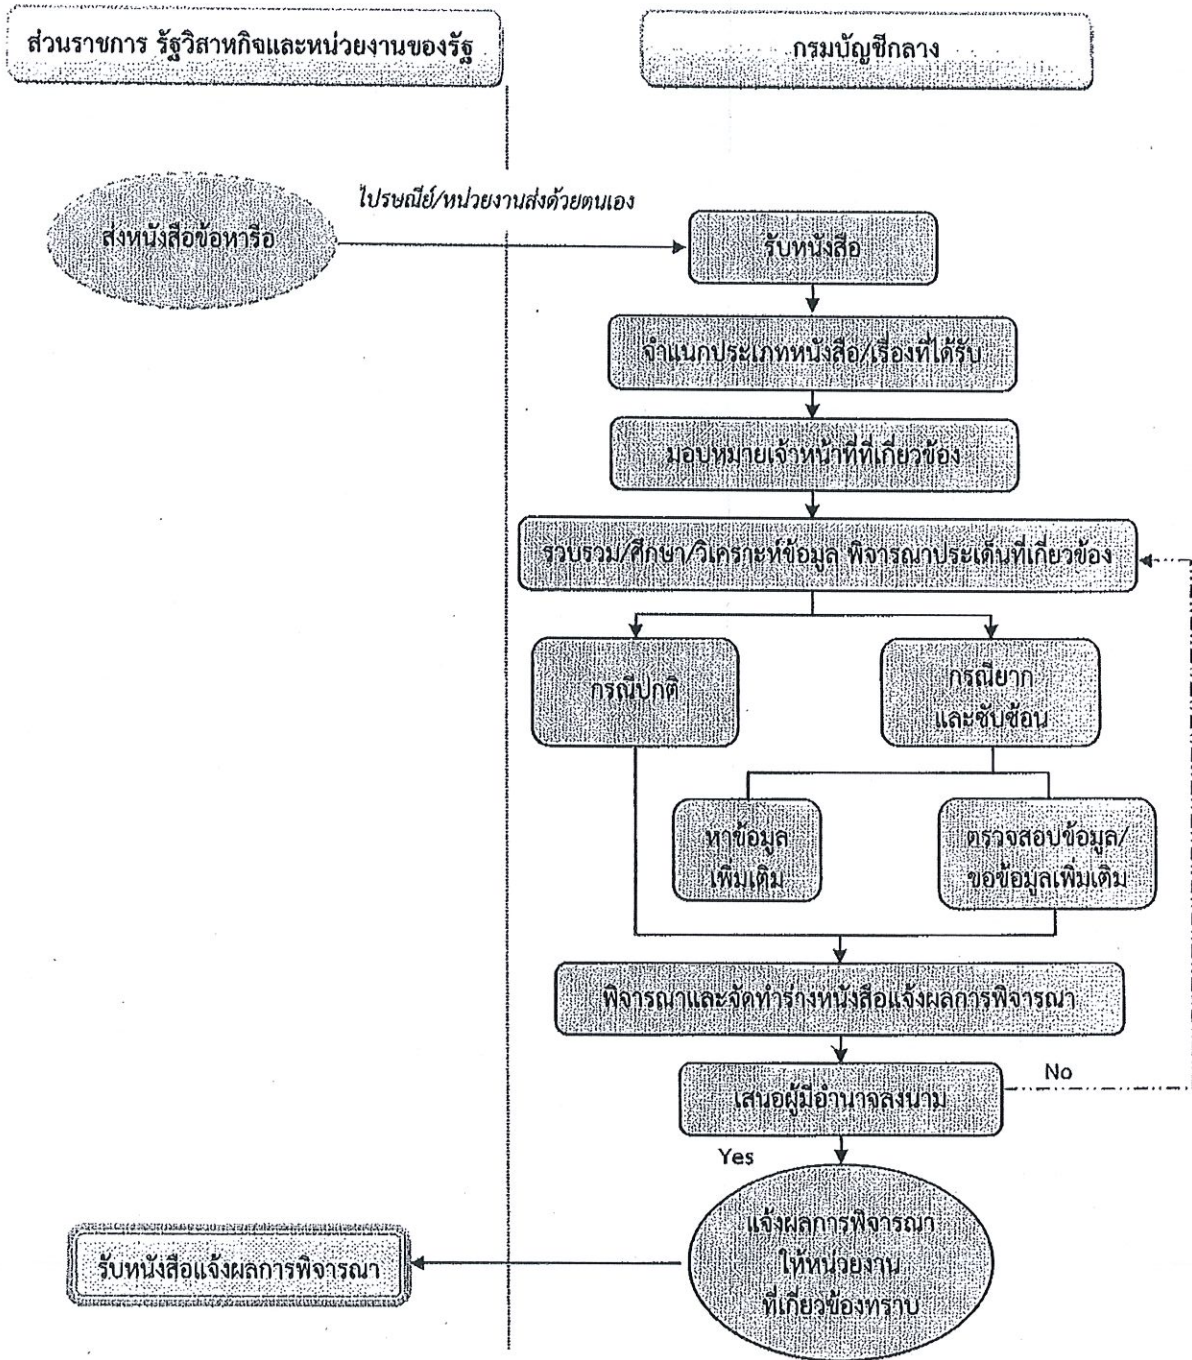 ส่วนราชการ รัฐวิสาหกิจและหน่วยงานของรัฐ
กรมบัญชีกลาง
ไปรษณีย์/หน่วยงานส่งด้วยตนเอง
ส่งหนังสือข้อหารือ
รับหนังสือ
จำแนกประเภทหนังสือ/เรื่องที่ได้รับ
มอบหมายเจ้าหน้าที่ที่เกี่ยวข้อง
รวบรวม/ศึกษา/วิเคราะห์ข้อมูล พิจารณาประเด็นที่เกี่ยวข้อง
กรณีปกติ
กรณียาก
และซับซ้อน
หาข้อมูล
เพิ่มเติม
ตรวจสอบข้อมูล/
ขอข้อมูลเพิ่มเติม
พิจารณาและจัดทำร่างหนังสือแจ้งผลการพิจารณา
เสนอผู้มีอำนาจลงนาม
No
Yes
แจ้งผลการพิจารณา
ให้หน่วยงาน
ที่เกี่ยวข้องทราบ
รับหนังสือแจ้งผลการพิจารณา